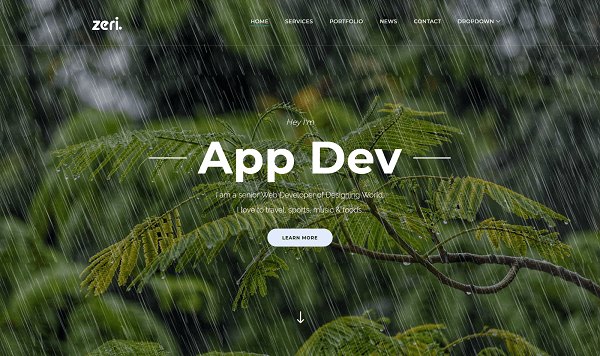 zeri.
HOME SERVICES PORTFOLIO NEWS CONTACT DROPDOWN
Hey I'm
App Dev
I am a senior Web Developer of Designing World.
I love to travel, sports, music & foods.
LEARN MORE